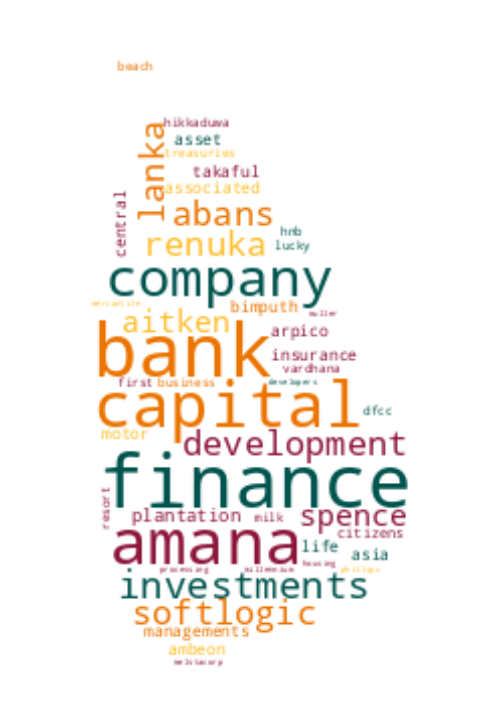 beach
hikkaduwa
lanka
asset
treasuries
takaful
associated
central
abans
hnb
renuka
lucky
company
mercantile
bimputh
muller
aitken
arpico
bank
insurance
vardhana
first
business
developers
capital
dfcc
motor
development
finance
resort
plantation
milk
spence
citizens
amana
life
asia
housing
processing
millennium
phillips
investments
softlogic
managements
ambeon